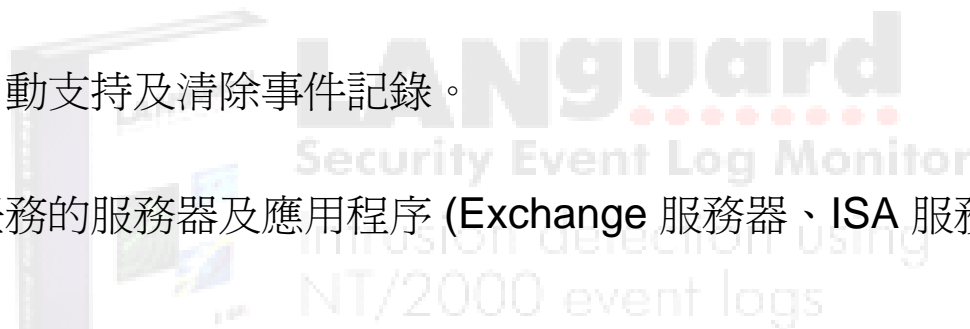 LANguard
動支持及清除事件記錄。
Security Event Log Monitor
務的服務器及應用程序 (Exchange 服務器、ISA 服務
Intrusion detection using
NT/2000 event logs